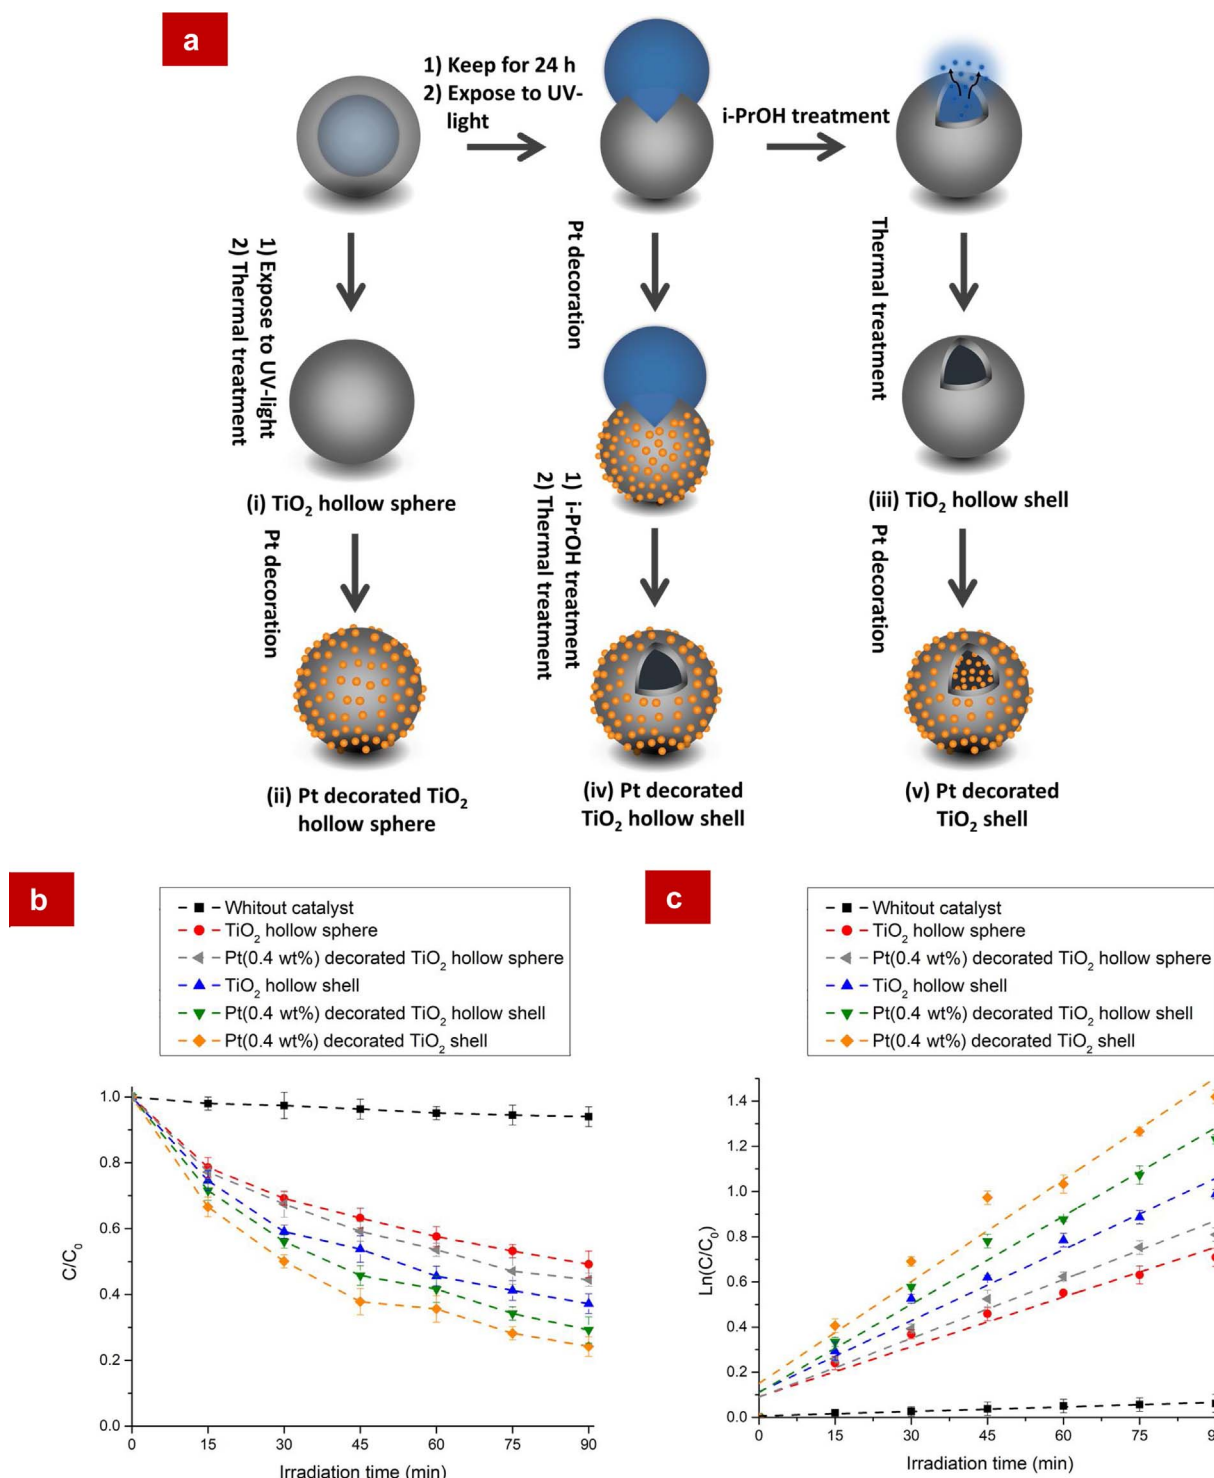 a
1) Keep for 24 h
2) Expose to UV-
light
i-PrOH treatment
1) Expose to UV-light
2) Thermal treatment
Pt decoration
Thermal treatment
(i) TiO₂ hollow sphere
(iii) TiO₂ hollow shell
Pt decoration
1) i-PrOH treatment
2) Thermal treatment
Pt decoration
(ii) Pt decorated TiO₂
hollow sphere
(iv) Pt decorated
TiO₂ hollow shell
(v) Pt decorated
TiO₂ shell
b
Whitout catalyst
TiO₂ hollow sphere
Pt(0.4 wt%) decorated TiO₂ hollow sphere
TiO₂ hollow shell
Pt(0.4 wt%) decorated TiO₂ hollow shell
Pt(0.4 wt%) decorated TiO₂ shell
C/C₀
1.0
0.8
0.6
0.4
0.2
0.0
0 15 30 45 60 75 90
Irradiation time (min)
c
Whitout catalyst
TiO₂ hollow sphere
Pt(0.4 wt%) decorated TiO₂ hollow sphere
TiO₂ hollow shell
Pt(0.4 wt%) decorated TiO₂ hollow shell
Pt(0.4 wt%) decorated TiO₂ shell
Ln(C/C₀)
1.4
1.2
1.0
0.8
0.6
0.4
0.2
0.0
0 15 30 45 60 75
Irradiation time (min)